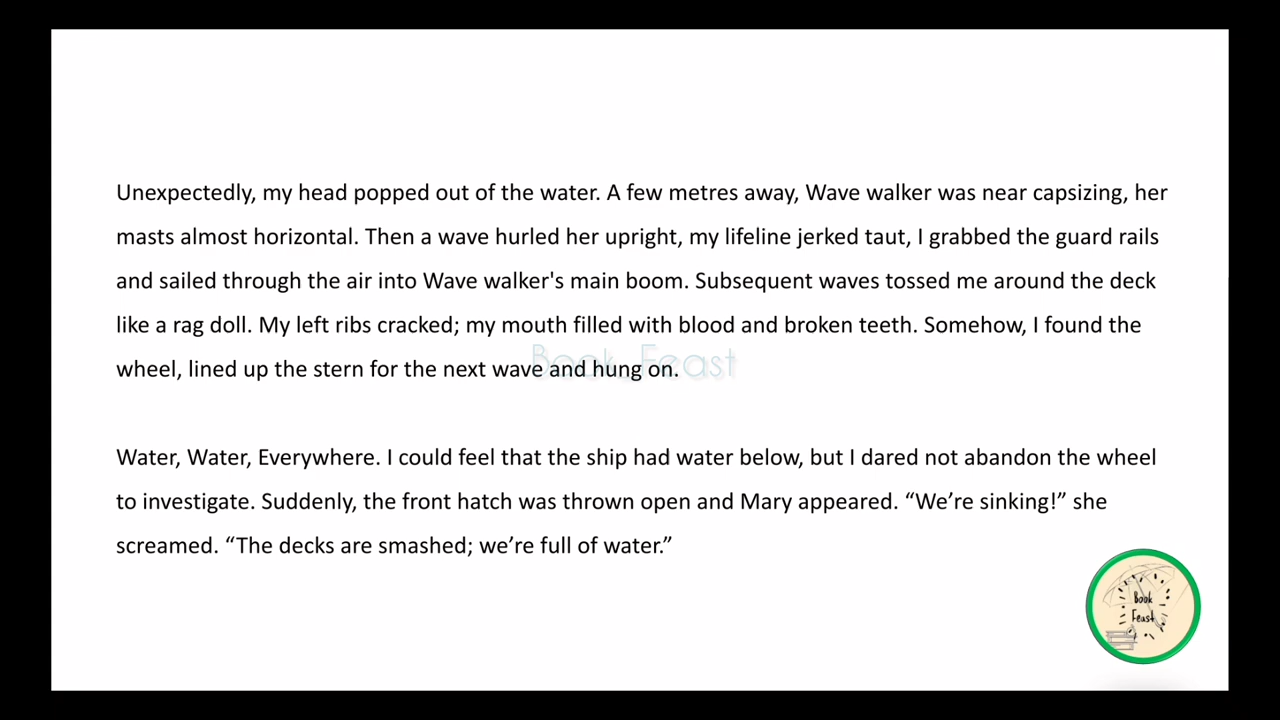 Unexpectedly, my head popped out of the water. A few metres away, Wave walker was near capsizing, her
masts almost horizontal. Then a wave hurled her upright, my lifeline jerked taut, I grabbed the guard rails
and sailed through the air into Wave walker's main boom. Subsequent waves tossed me around the deck
like a rag doll. My left ribs cracked; my mouth filled with blood and broken teeth. Somehow, I found the
Book Feast
wheel, lined up the stern for the next wave and hung on.
Water, Water, Everywhere. I could feel that the ship had water below, but I dared not abandon the wheel
to investigate. Suddenly, the front hatch was thrown open and Mary appeared. “We’re sinking!” she
screamed. “The decks are smashed; we’re full of water.”
Book
Feast